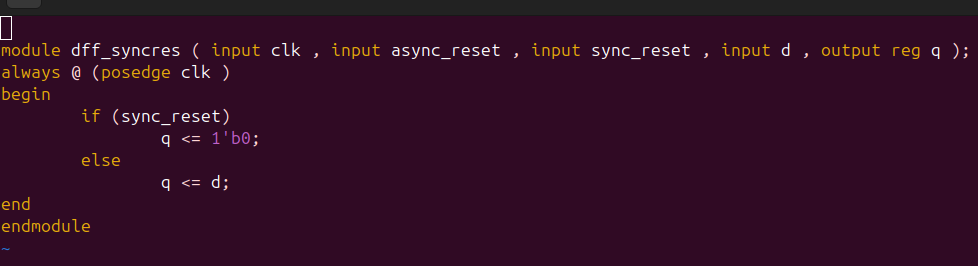 module dff_syncres ( input clk , input async_reset , input sync_reset , input d , output reg q );
always @ (posedge clk )
begin
        if (sync_reset)
                q <= 1'b0;
        else
                q <= d;
end
endmodule
~